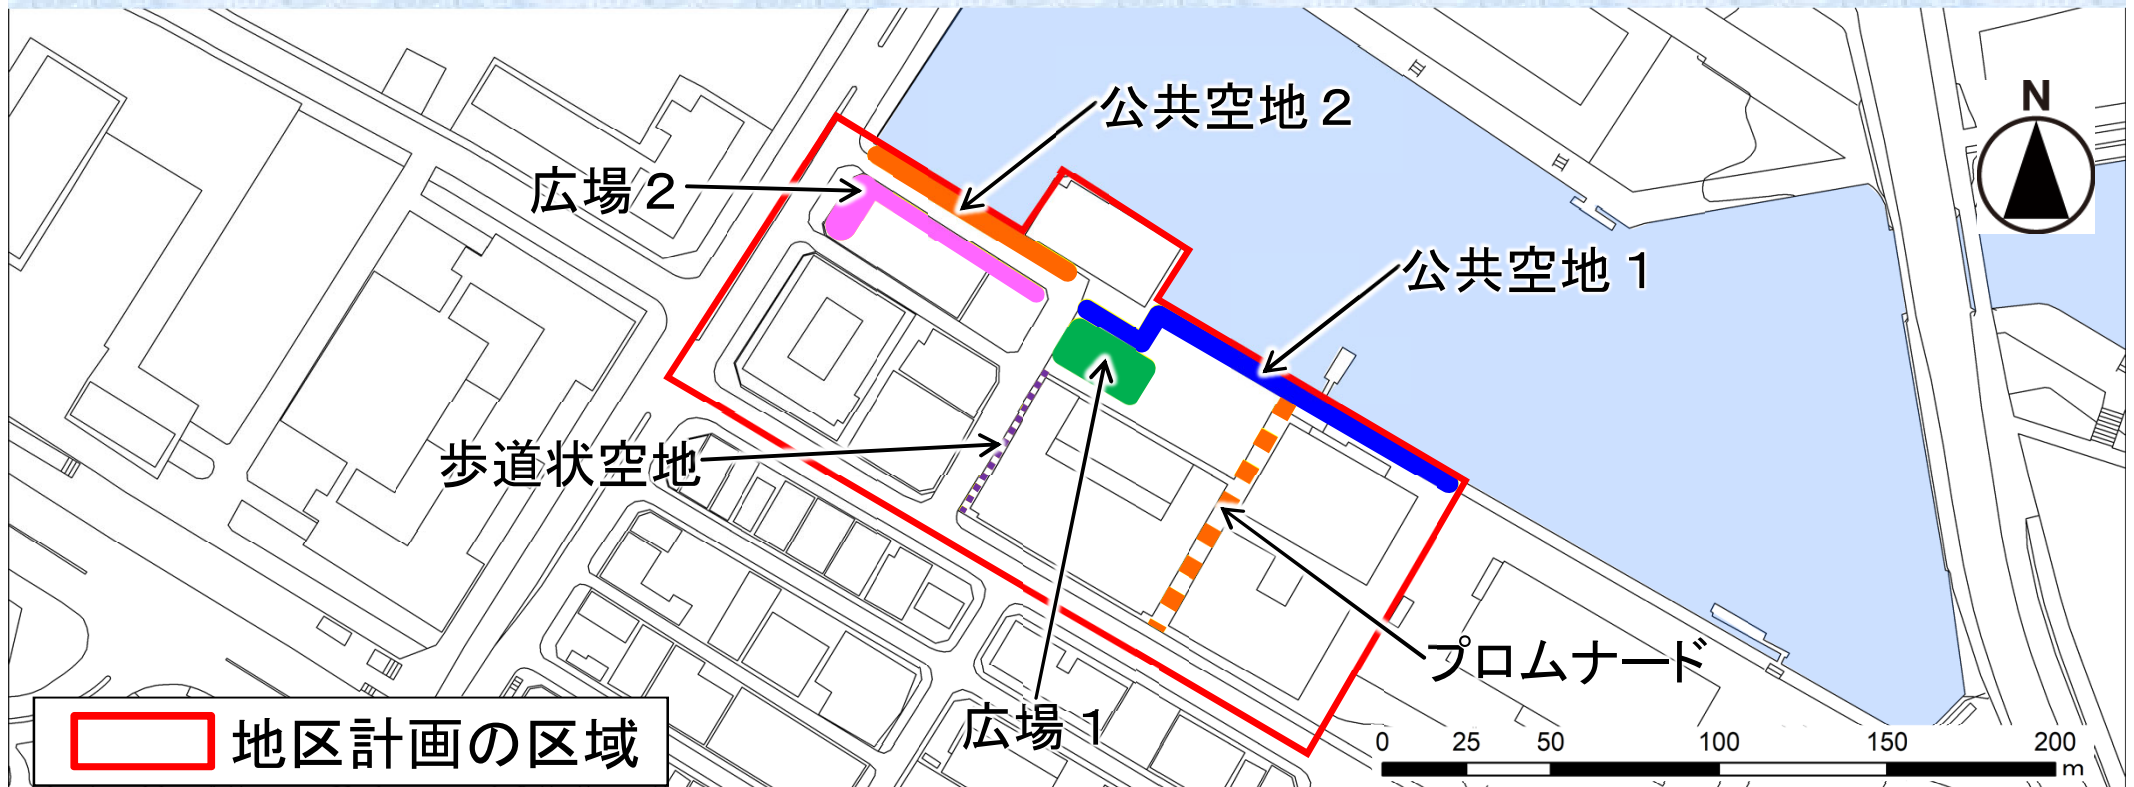 N
公共空地２
広場２
公共空地１
歩道状空地
プロムナード
広場１
地区計画の区域
0 25 50 100 150 200
m